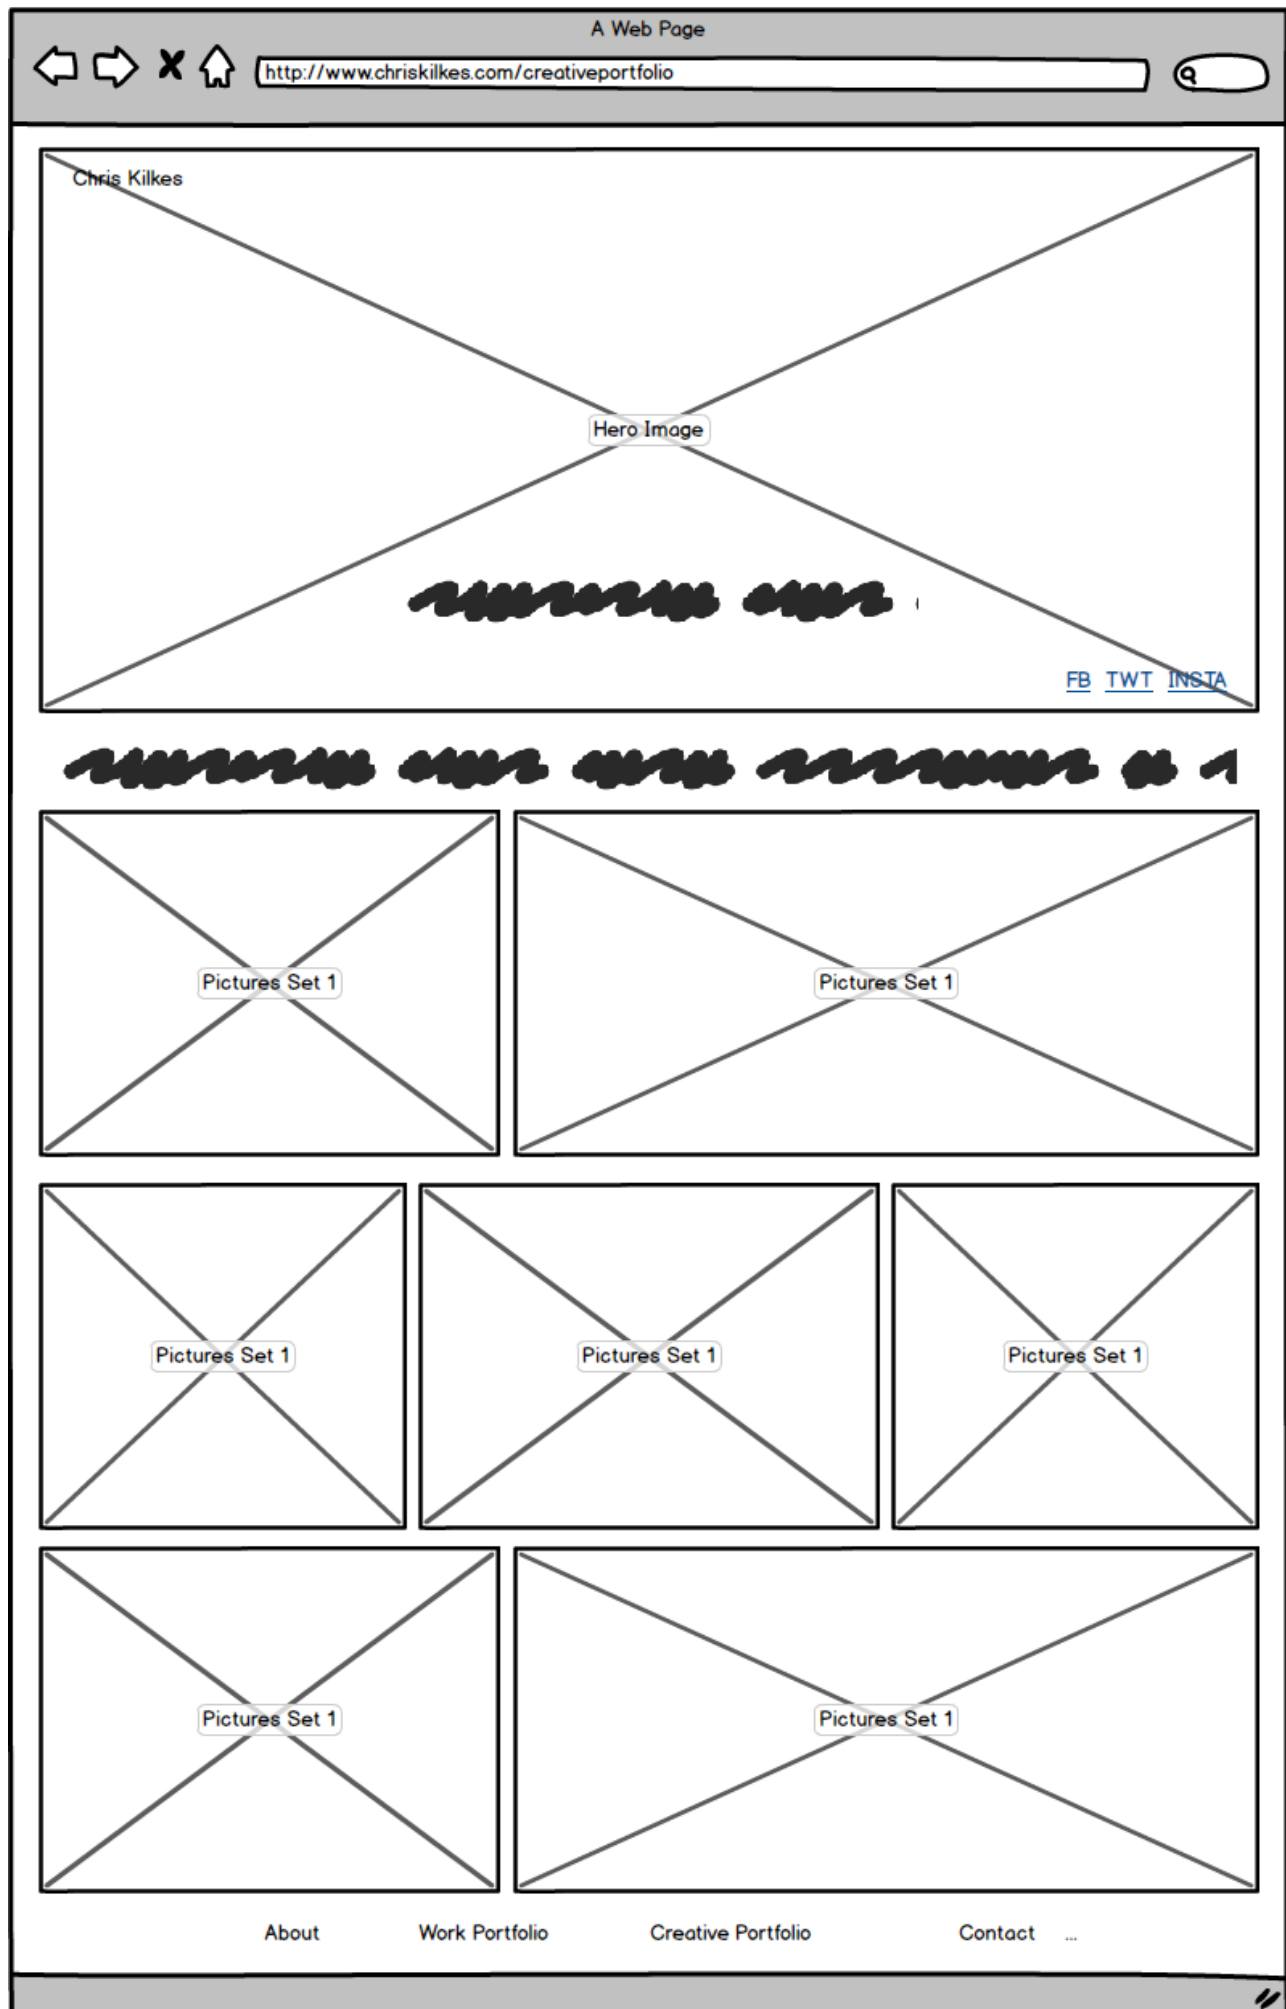 A Web Page
http://www.chriskilkes.com/creativeportfolio
Chris Kilkes
Hero Image
FB TWT INSTA
Pictures Set 1 Pictures Set 1
Pictures Set 1 Pictures Set 1 Pictures Set 1
Pictures Set 1 Pictures Set 1
About Work Portfolio Creative Portfolio Contact ...